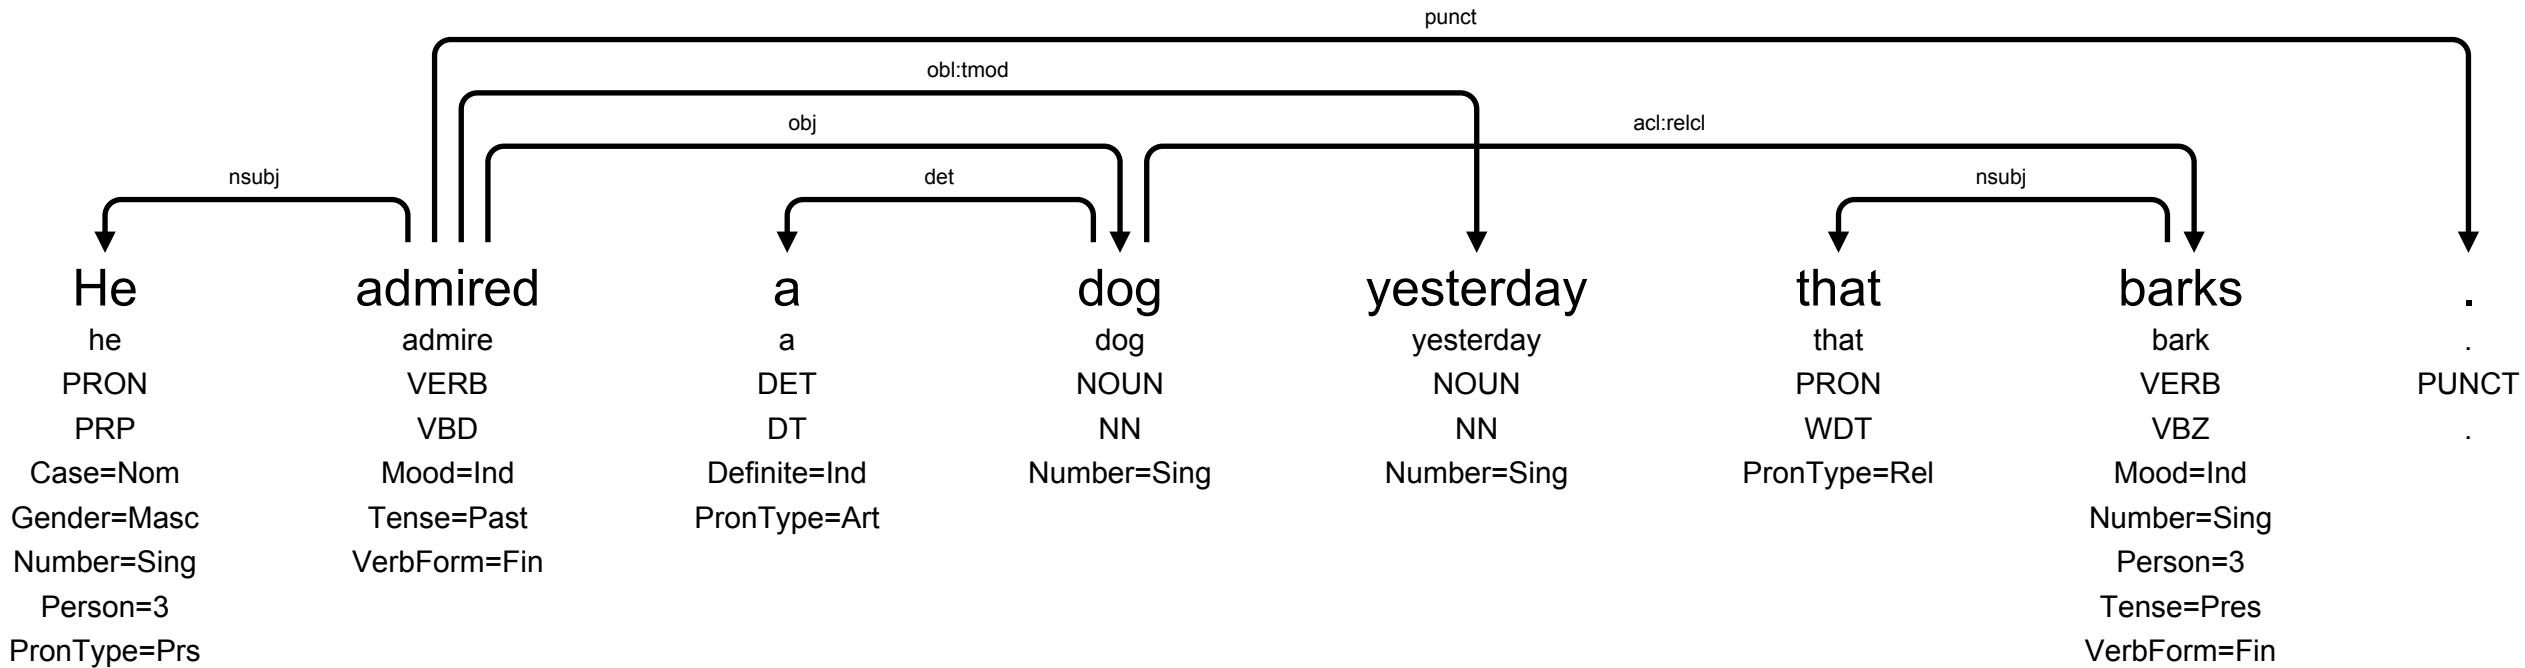 punct
obl:tmod
obj acl:relcl
nsubj det nsubj
He admired a dog yesterday that barks .
he admire a dog yesterday that bark .
PRON VERB DET NOUN NOUN PRON VERB PUNCT
PRP VBD DT NN NN WDT VBZ .
Case=Nom Mood=Ind Definite=Ind Number=Sing Number=Sing PronType=Rel Mood=Ind
Gender=Masc Tense=Past PronType=Art Number=Sing
Number=Sing VerbForm=Fin Person=3
Person=3 Tense=Pres
PronType=Prs VerbForm=Fin